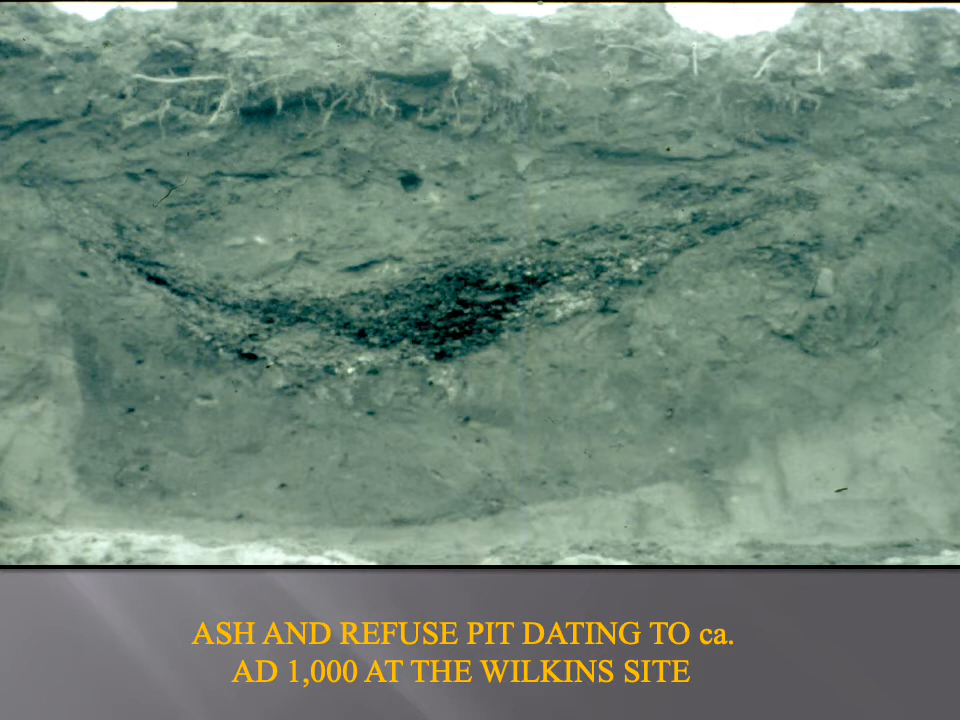 ASH AND REFUSE PIT DATING TO ca.
AD 1,000 AT THE WILKINS SITE